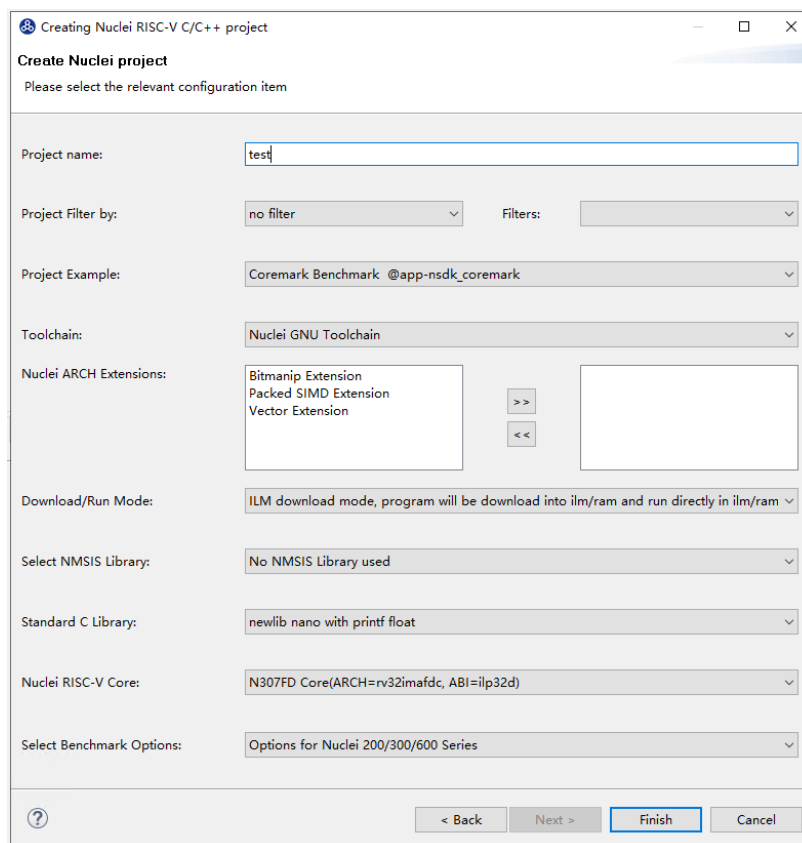 Creating Nuclei RISC-V C/C++ project
Create Nuclei project
Please select the relevant configuration item
Project name: test
Project Filter by: no filter Filters:
Project Example: Coremark Benchmark @app-nsdk_coremark
Toolchain: Nuclei GNU Toolchain
Nuclei ARCH Extensions: Bitmanip Extension
Packed SIMD Extension
Vector Extension
>>
<<
Download/Run Mode: ILM download mode, program will be download into ilm/ram and run directly in ilm/ram
Select NMSIS Library: No NMSIS Library used
Standard C Library: newlib nano with printf float
Nuclei RISC-V Core: N307FD Core(ARCH=rv32imafdc, ABI=ilp32d)
Select Benchmark Options: Options for Nuclei 200/300/600 Series
? < Back Next > Finish Cancel